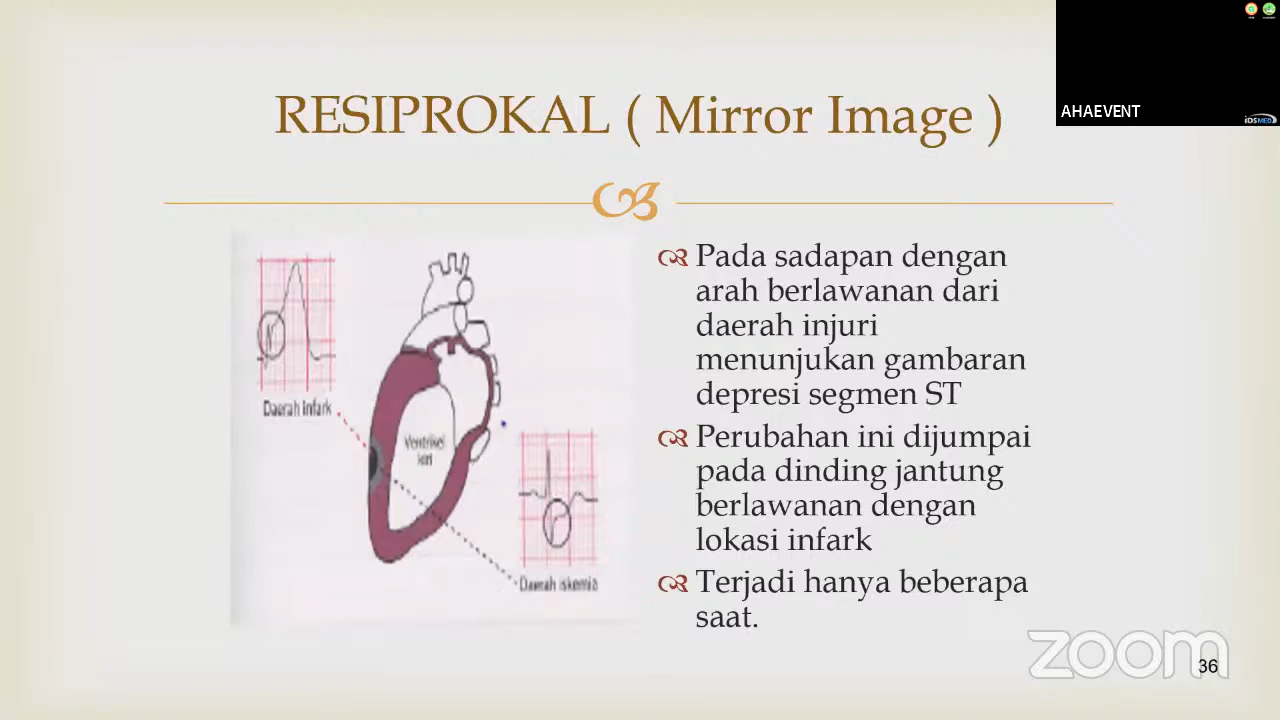 AHAEVENT
iDSMED
RESIPROKAL ( Mirror Image )
Pada sadapan dengan
arah berlawanan dari
daerah injuri
menunjukan gambaran
depresi segmen ST
Perubahan ini dijumpai
pada dinding jantung
berlawanan dengan
lokasi infark
Terjadi hanya beberapa
saat.
Daerah infark
Ventrikel
kiri
Daerah iskemia
zoom
36